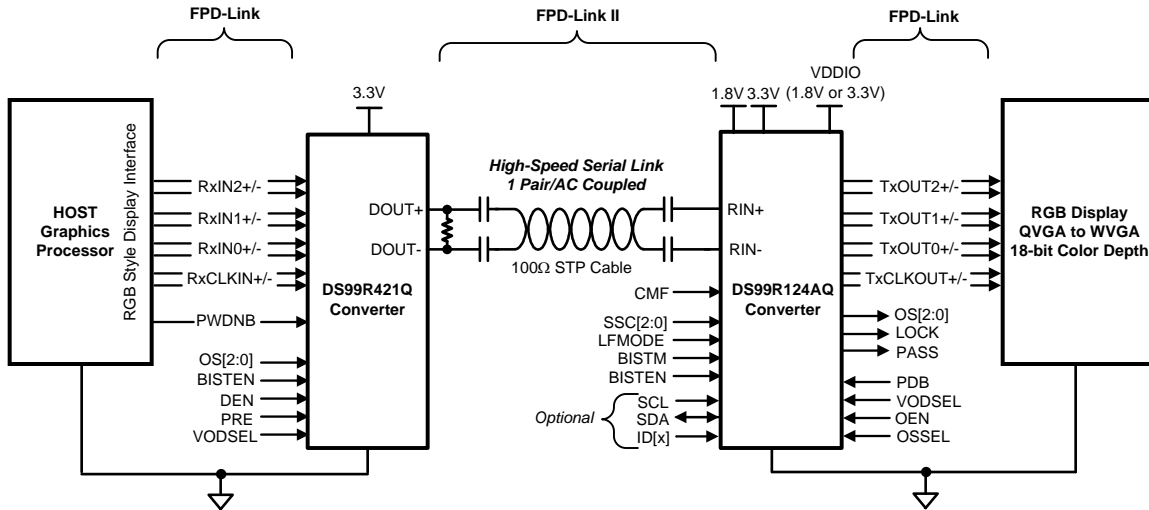 FPD-Link
FPD-Link II
FPD-Link
3.3V
1.8V
3.3V
VDDIO
(1.8V or 3.3V)
HOST
Graphics
Processor
RGB Style Display Interface
RxIN2+/-
RxIN1+/-
RxIN0+/-
RxCLKIN+/-
PWDNB
OS[2:0]
BISTEN
DEN
PRE
VODSEL
DOUT+
DOUT-
DS99R421Q
Converter
High-Speed Serial Link
1 Pair/AC Coupled
100Ω STP Cable
CMF
SSC[2:0]
LFMODE
BISTM
BISTEN
Optional
SCL
SDA
ID[x]
RIN+
RIN-
DS99R124AQ
Converter
TxOUT2+/-
TxOUT1+/-
TxOUT0+/-
TxCLKOUT+/-
OS[2:0]
LOCK
PASS
PDB
VODSEL
OEN
OSSEL
RGB Display
QVGA to WVGA
18-bit Color Depth